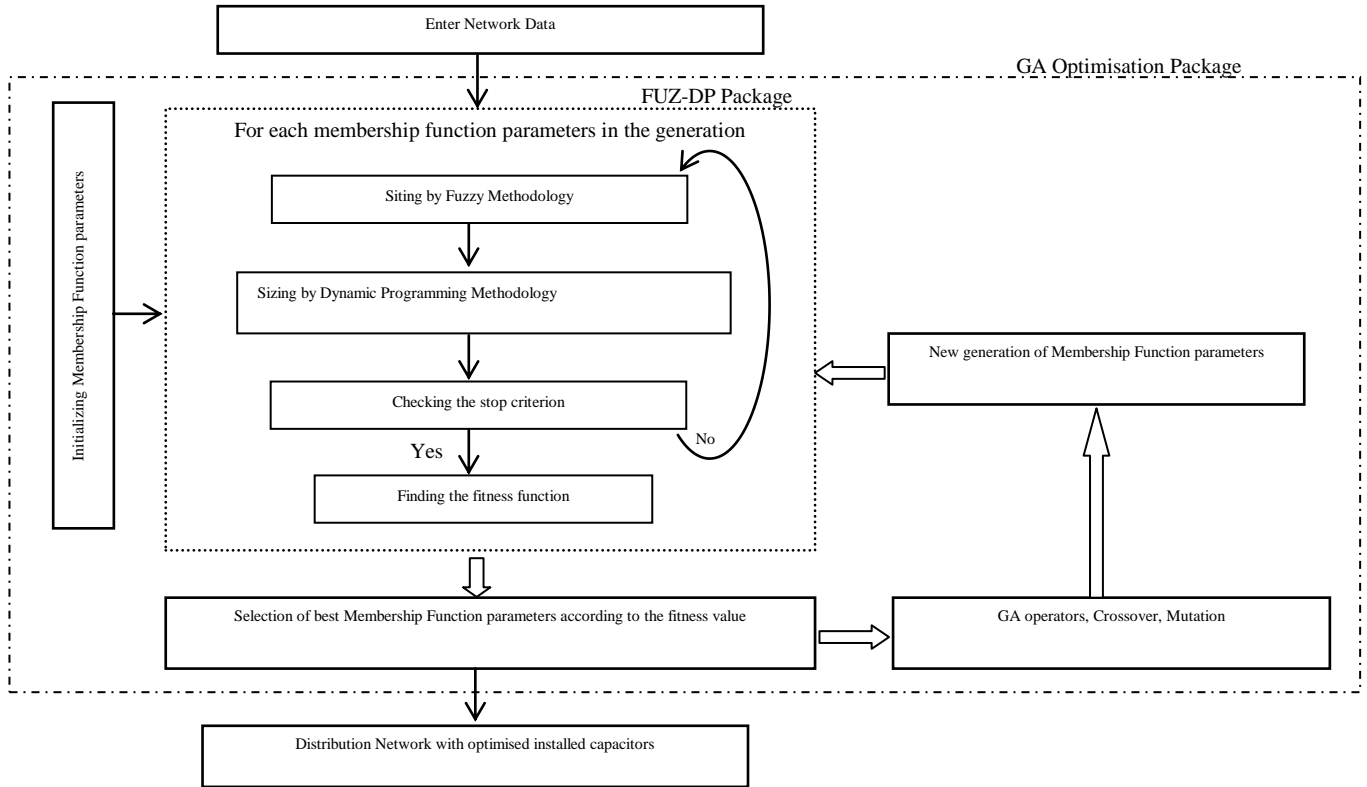 Enter Network Data
GA Optimisation Package
FUZ-DP Package
For each membership function parameters in the generation
Initializing Membership Function parameters
Siting by Fuzzy Methodology
Sizing by Dynamic Programming Methodology
New generation of Membership Function parameters
Checking the stop criterion
No
Yes
Finding the fitness function
Selection of best Membership Function parameters according to the fitness value
GA operators, Crossover, Mutation
Distribution Network with optimised installed capacitors